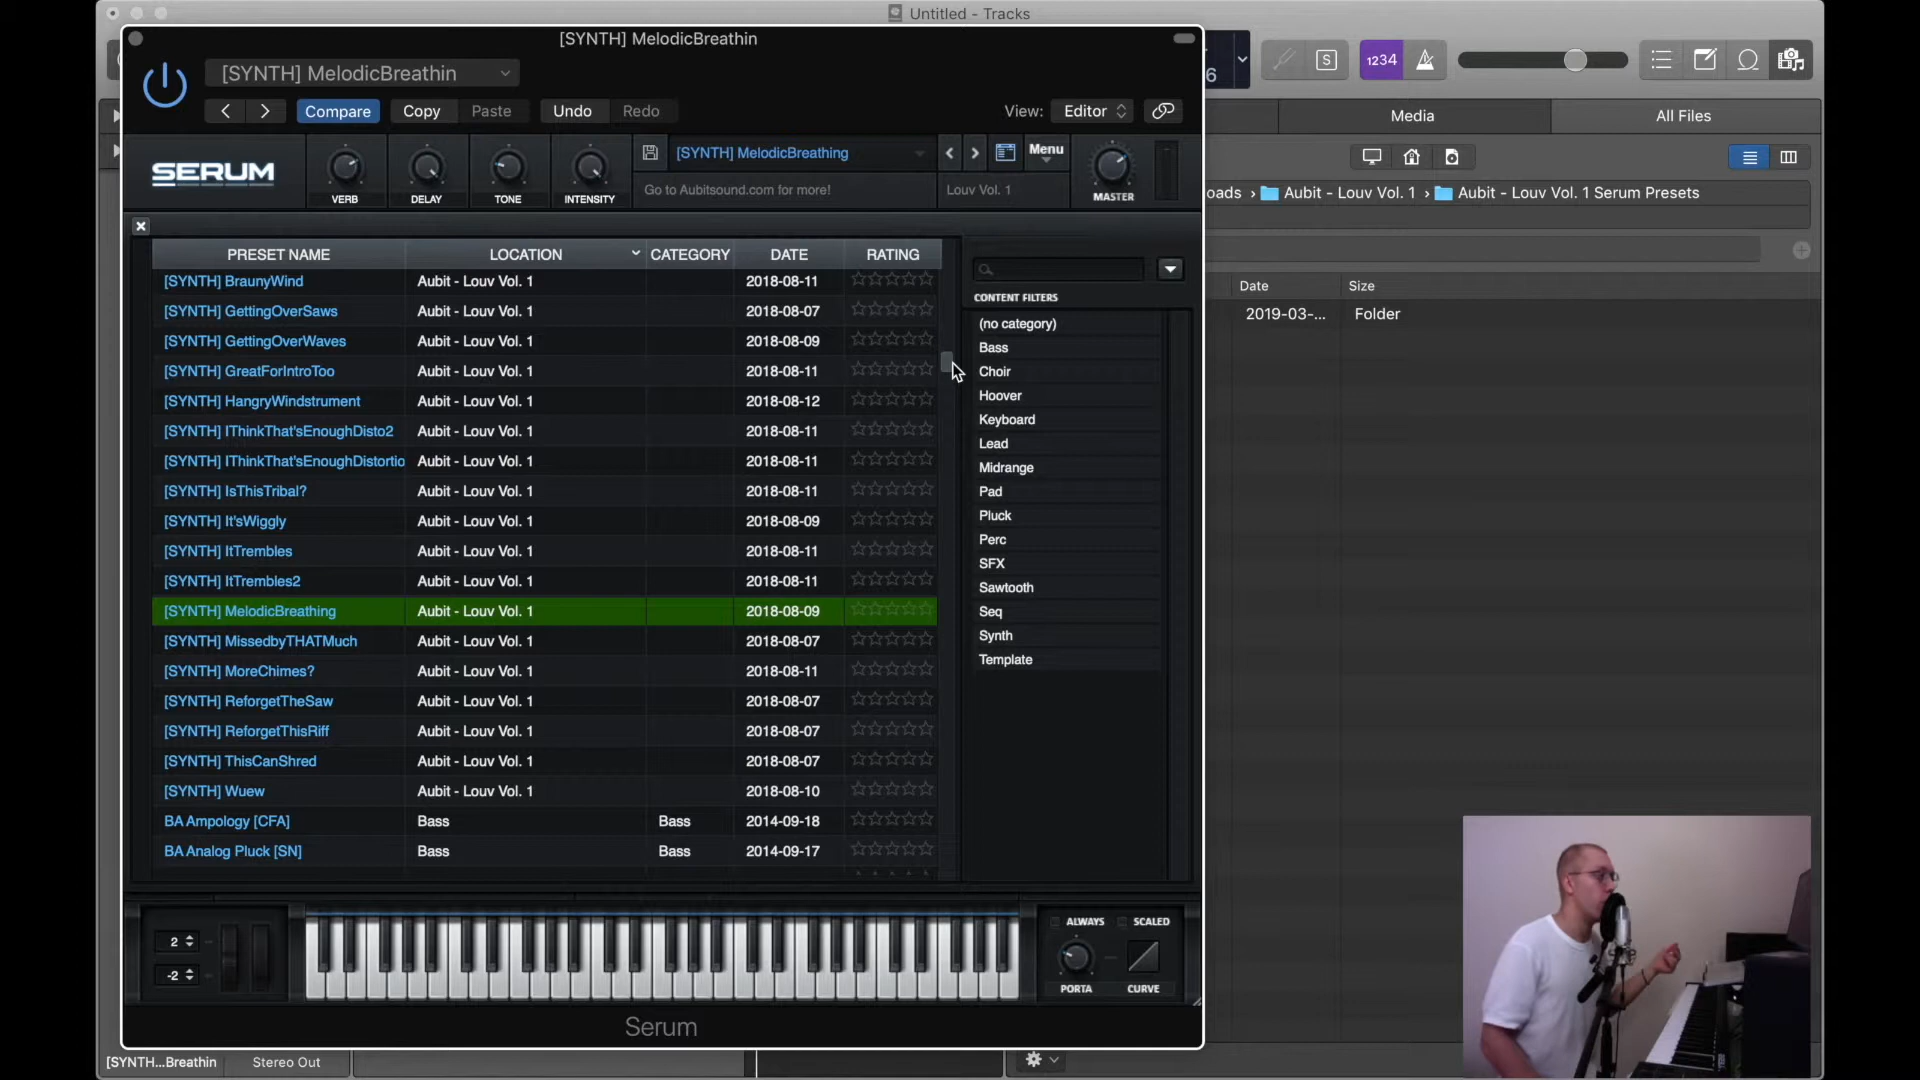 Untitled - Tracks
[SYNTH] MelodicBreathin
[SYNTH] MelodicBreathin
Compare
Copy
Paste
Undo
Redo
View:
Editor
6
S
1234
Media
All Files
SERUM
VERB
DELAY
TONE
INTENSITY
[SYNTH] MelodicBreathing
Go to Aubitsound.com for more!
Menu
Louv Vol. 1
MASTER
oads › Aubit - Louv Vol. 1 › Aubit - Louv Vol. 1 Serum Presets
PRESET NAME LOCATION CATEGORY DATE RATING
[SYNTH] BraunyWind Aubit - Louv Vol. 1 2018-08-11
[SYNTH] GettingOverSaws Aubit - Louv Vol. 1 2018-08-07
[SYNTH] GettingOverWaves Aubit - Louv Vol. 1 2018-08-09
[SYNTH] GreatForIntroToo Aubit - Louv Vol. 1 2018-08-11
[SYNTH] HangryWindstrument Aubit - Louv Vol. 1 2018-08-12
[SYNTH] IThinkThat'sEnoughDisto2 Aubit - Louv Vol. 1 2018-08-11
[SYNTH] IThinkThat'sEnoughDistortio Aubit - Louv Vol. 1 2018-08-11
[SYNTH] IsThisTribal? Aubit - Louv Vol. 1 2018-08-11
[SYNTH] It'sWiggly Aubit - Louv Vol. 1 2018-08-09
[SYNTH] ItTrembles Aubit - Louv Vol. 1 2018-08-11
[SYNTH] ItTrembles2 Aubit - Louv Vol. 1 2018-08-11
[SYNTH] MelodicBreathing Aubit - Louv Vol. 1 2018-08-09
[SYNTH] MissedbyTHATMuch Aubit - Louv Vol. 1 2018-08-07
[SYNTH] MoreChimes? Aubit - Louv Vol. 1 2018-08-11
[SYNTH] ReforgetTheSaw Aubit - Louv Vol. 1 2018-08-07
[SYNTH] ReforgetThisRiff Aubit - Louv Vol. 1 2018-08-07
[SYNTH] ThisCanShred Aubit - Louv Vol. 1 2018-08-07
[SYNTH] Wuew Aubit - Louv Vol. 1 2018-08-10
BA Ampology [CFA] Bass Bass 2014-09-18
BA Analog Pluck [SN] Bass Bass 2014-09-17
CONTENT FILTERS
(no category)
Bass
Choir
Hoover
Keyboard
Lead
Midrange
Pad
Pluck
Perc
SFX
Sawtooth
Seq
Synth
Template
Date Size
2019-03-... Folder
2
-2
ALWAYS
SCALED
PORTA
CURVE
Serum
[SYNTH...Breathin
Stereo Out